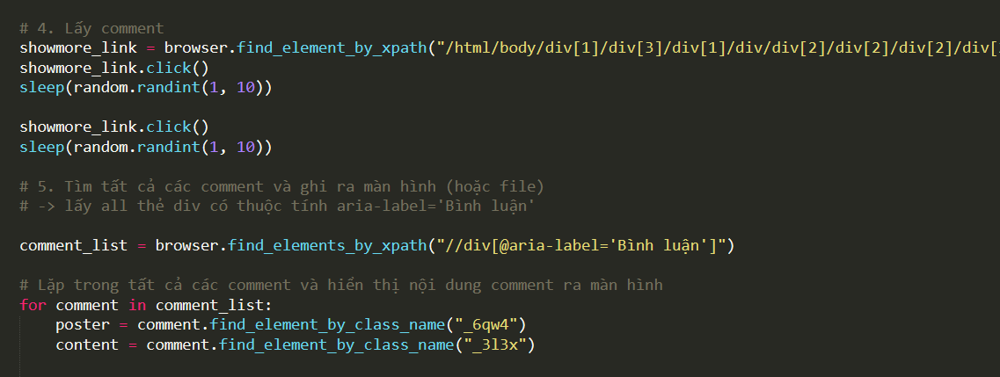 # 4. Lấy comment
showmore_link = browser.find_element_by_xpath("/html/body/div[1]/div[3]/div[1]/div/div[2]/div[2]/div[2]/div[
showmore_link.click()
sleep(random.randint(1, 10))
showmore_link.click()
sleep(random.randint(1, 10))
# 5. Tìm tất cả các comment và ghi ra màn hình (hoặc file)
# -> lấy all thẻ div có thuộc tính aria-label='Bình luận'
comment_list = browser.find_elements_by_xpath("//div[@aria-label='Bình luận']")
# Lặp trong tất cả các comment và hiển thị nội dung comment ra màn hình
for comment in comment_list:
    poster = comment.find_element_by_class_name("_6qw4")
    content = comment.find_element_by_class_name("_3l3x")